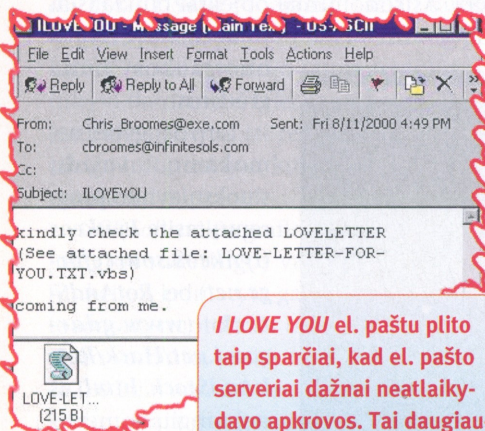 ILOVEYOU - Message (Plain Text) - US-ASCII
File Edit View Insert Format Tools Actions Help
Reply Reply to All Forward
From: Chris_Broomes@exe.com Sent: Fri 8/11/2000 4:49 PM
To: cbroomes@infinitesols.com
Cc:
Subject: ILOVEYOU
kindly check the attached LOVELETTER
(See attached file: LOVE-LETTER-FOR-
YOU.TXT.vbs)
coming from me.
LOVE-LET...
(215 B)
I LOVE YOU el. paštu plito
taip sparčiai, kad el. pašto
serveriai dažnai neatlaiky-
davo apkrovos. Tai daugiau